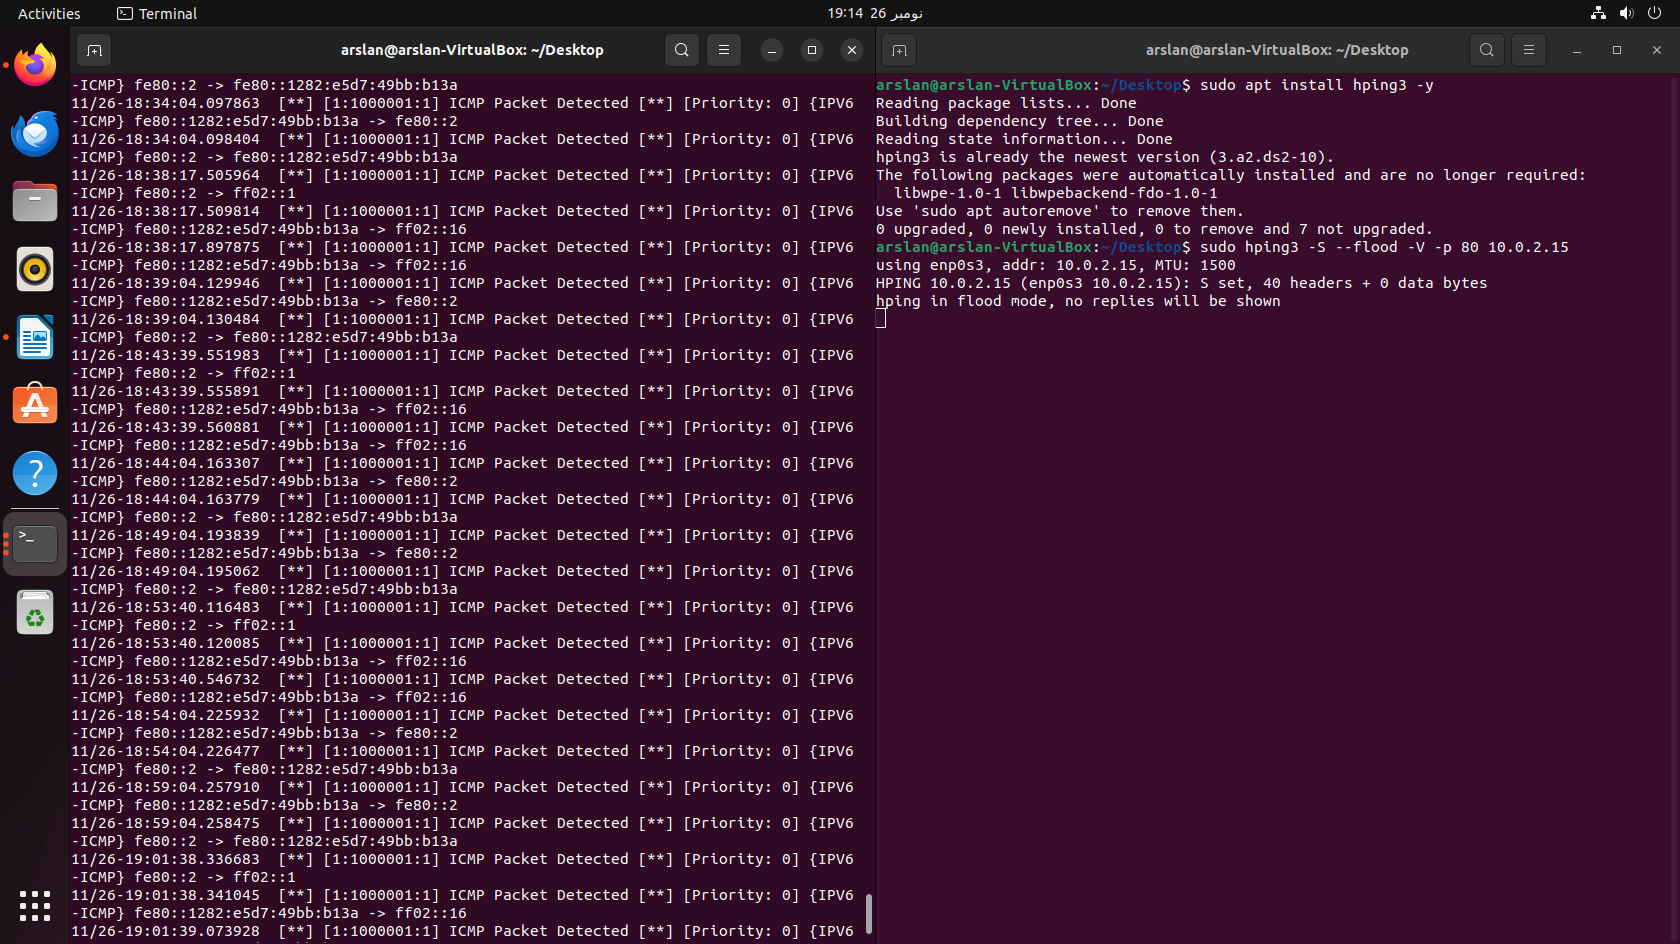 Activities
Terminal
نومبر 26 19:14
arslan@arslan-VirtualBox: ~/Desktop
-ICMP} fe80::2 -> fe80::1282:e5d7:49bb:b13a
11/26-18:34:04.097863  [**] [1:1000001:1] ICMP Packet Detected [**] [Priority: 0] {IPV6
-ICMP} fe80::1282:e5d7:49bb:b13a -> fe80::2
11/26-18:34:04.098404  [**] [1:1000001:1] ICMP Packet Detected [**] [Priority: 0] {IPV6
-ICMP} fe80::2 -> fe80::1282:e5d7:49bb:b13a
11/26-18:38:17.505964  [**] [1:1000001:1] ICMP Packet Detected [**] [Priority: 0] {IPV6
-ICMP} fe80::2 -> ff02::1
11/26-18:38:17.509814  [**] [1:1000001:1] ICMP Packet Detected [**] [Priority: 0] {IPV6
-ICMP} fe80::1282:e5d7:49bb:b13a -> ff02::16
11/26-18:38:17.897875  [**] [1:1000001:1] ICMP Packet Detected [**] [Priority: 0] {IPV6
-ICMP} fe80::1282:e5d7:49bb:b13a -> ff02::16
11/26-18:39:04.129946  [**] [1:1000001:1] ICMP Packet Detected [**] [Priority: 0] {IPV6
-ICMP} fe80::1282:e5d7:49bb:b13a -> fe80::2
11/26-18:39:04.130484  [**] [1:1000001:1] ICMP Packet Detected [**] [Priority: 0] {IPV6
-ICMP} fe80::2 -> fe80::1282:e5d7:49bb:b13a
11/26-18:43:39.551983  [**] [1:1000001:1] ICMP Packet Detected [**] [Priority: 0] {IPV6
-ICMP} fe80::2 -> ff02::1
11/26-18:43:39.555891  [**] [1:1000001:1] ICMP Packet Detected [**] [Priority: 0] {IPV6
-ICMP} fe80::1282:e5d7:49bb:b13a -> ff02::16
11/26-18:43:39.560881  [**] [1:1000001:1] ICMP Packet Detected [**] [Priority: 0] {IPV6
-ICMP} fe80::1282:e5d7:49bb:b13a -> ff02::16
11/26-18:44:04.163307  [**] [1:1000001:1] ICMP Packet Detected [**] [Priority: 0] {IPV6
-ICMP} fe80::1282:e5d7:49bb:b13a -> fe80::2
11/26-18:44:04.163779  [**] [1:1000001:1] ICMP Packet Detected [**] [Priority: 0] {IPV6
-ICMP} fe80::2 -> fe80::1282:e5d7:49bb:b13a
11/26-18:49:04.193839  [**] [1:1000001:1] ICMP Packet Detected [**] [Priority: 0] {IPV6
-ICMP} fe80::1282:e5d7:49bb:b13a -> fe80::2
11/26-18:49:04.195062  [**] [1:1000001:1] ICMP Packet Detected [**] [Priority: 0] {IPV6
-ICMP} fe80::2 -> fe80::1282:e5d7:49bb:b13a
11/26-18:53:40.116483  [**] [1:1000001:1] ICMP Packet Detected [**] [Priority: 0] {IPV6
-ICMP} fe80::2 -> ff02::1
11/26-18:53:40.120085  [**] [1:1000001:1] ICMP Packet Detected [**] [Priority: 0] {IPV6
-ICMP} fe80::1282:e5d7:49bb:b13a -> ff02::16
11/26-18:53:40.546732  [**] [1:1000001:1] ICMP Packet Detected [**] [Priority: 0] {IPV6
-ICMP} fe80::1282:e5d7:49bb:b13a -> ff02::16
11/26-18:54:04.225932  [**] [1:1000001:1] ICMP Packet Detected [**] [Priority: 0] {IPV6
-ICMP} fe80::1282:e5d7:49bb:b13a -> fe80::2
11/26-18:54:04.226477  [**] [1:1000001:1] ICMP Packet Detected [**] [Priority: 0] {IPV6
-ICMP} fe80::2 -> fe80::1282:e5d7:49bb:b13a
11/26-18:59:04.257910  [**] [1:1000001:1] ICMP Packet Detected [**] [Priority: 0] {IPV6
-ICMP} fe80::1282:e5d7:49bb:b13a -> fe80::2
11/26-18:59:04.258475  [**] [1:1000001:1] ICMP Packet Detected [**] [Priority: 0] {IPV6
-ICMP} fe80::2 -> fe80::1282:e5d7:49bb:b13a
11/26-19:01:38.336683  [**] [1:1000001:1] ICMP Packet Detected [**] [Priority: 0] {IPV6
-ICMP} fe80::2 -> ff02::1
11/26-19:01:38.341045  [**] [1:1000001:1] ICMP Packet Detected [**] [Priority: 0] {IPV6
-ICMP} fe80::1282:e5d7:49bb:b13a -> ff02::16
11/26-19:01:39.073928  [**] [1:1000001:1] ICMP Packet Detected [**] [Priority: 0] {IPV6
arslan@arslan-VirtualBox: ~/Desktop
arslan@arslan-VirtualBox:~/Desktop$ sudo apt install hping3 -y
Reading package lists... Done
Building dependency tree... Done
Reading state information... Done
hping3 is already the newest version (3.a2.ds2-10).
The following packages were automatically installed and are no longer required:
  libwpe-1.0-1 libwpebackend-fdo-1.0-1
Use 'sudo apt autoremove' to remove them.
0 upgraded, 0 newly installed, 0 to remove and 7 not upgraded.
arslan@arslan-VirtualBox:~/Desktop$ sudo hping3 -S --flood -V -p 80 10.0.2.15
using enp0s3, addr: 10.0.2.15, MTU: 1500
HPING 10.0.2.15 (enp0s3 10.0.2.15): S set, 40 headers + 0 data bytes
hping in flood mode, no replies will be shown